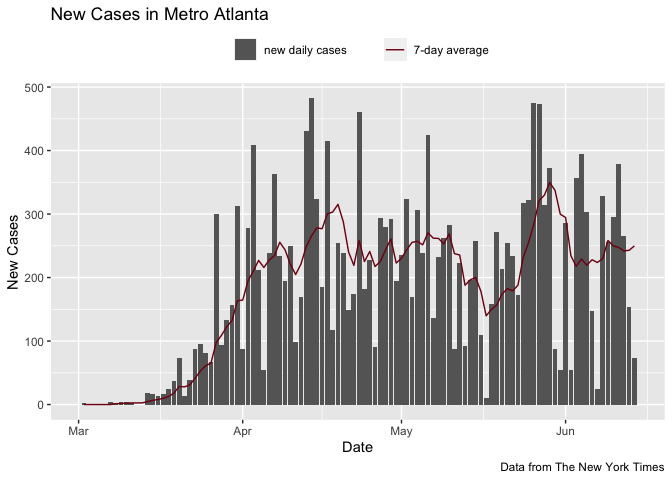 New Cases in Metro Atlanta
new daily cases 7-day average
500
400
300
200
100
0
New Cases
Mar Apr May Jun
Date
Data from The New York Times